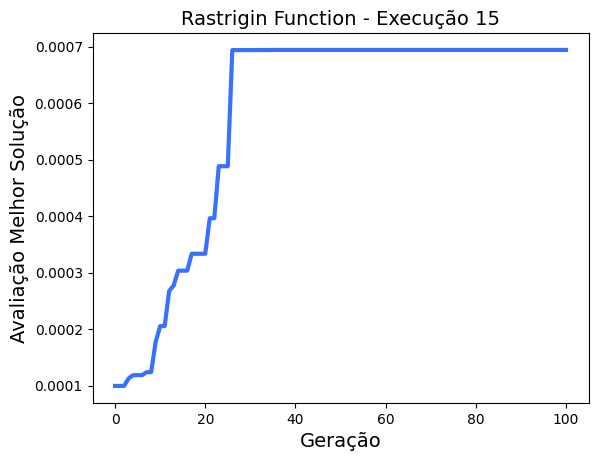 Rastrigin Function - Execução 15
Avaliação Melhor Solução
0.0007
0.0006
0.0005
0.0004
0.0003
0.0002
0.0001
0 20 40 60 80 100
Geração